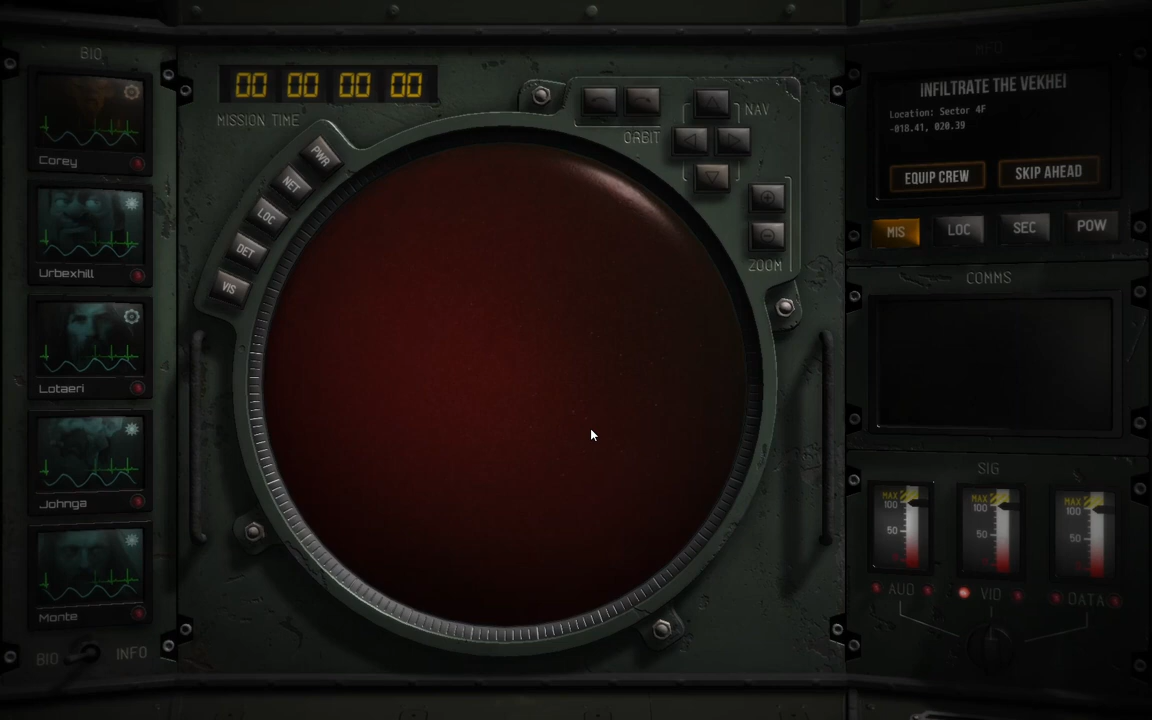 BIO
Corey
Urbexhill
Lotaeri
Johnga
Monte
BIO INFO
00 00 00 00
MISSION TIME
PWR
NET
LOC
DET
VIS
ORBIT
NAV
ZOOM
MFD
INFILTRATE THE VEKHEI
Location: Sector 4F
-018.41, 020.39
EQUIP CREW
SKIP AHEAD
MIS
LOC
SEC
POW
COMMS
SIG
MAX
100
50
MAX
100
50
MAX
100
50
AUD
VID
DATA